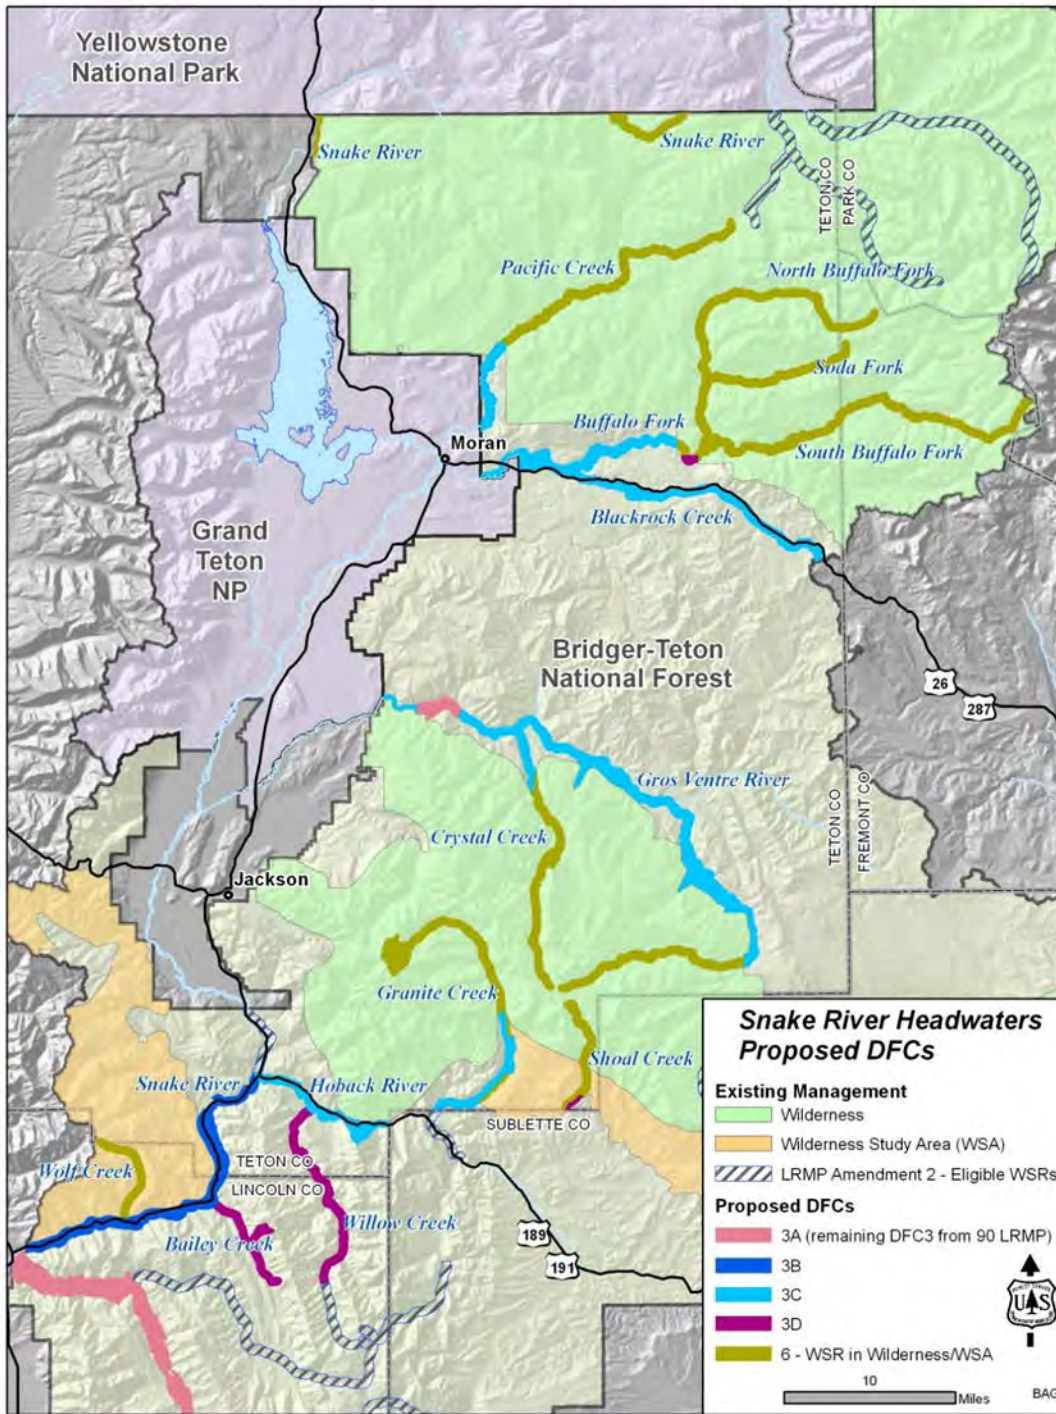 Yellowstone
National Park
Snake River
Snake River
TETON CO
PARK CO
Pacific Creek
North Buffalo Fork
Soda Fork
Buffalo Fork
Moran
South Buffalo Fork
Blackrock Creek
Grand
Teton
NP
Bridger-Teton
National Forest
26
287
Gros Ventre River
TETON CO
FREMONT CO
Crystal Creek
Jackson
Granite Creek
Snake River
Hoback River
Shoal Creek
SUBLETTE CO
Wolf Creek
TETON CO
LINCOLN CO
Willow Creek
Bailey Creek
189
191
Snake River Headwaters
Proposed DFCs
Existing Management
Wilderness
Wilderness Study Area (WSA)
LRMP Amendment 2 - Eligible WSRs
Proposed DFCs
3A (remaining DFC3 from 90 LRMP)
3B
3C
3D
6 - WSR in Wilderness/WSA
U S
10
Miles
BAG